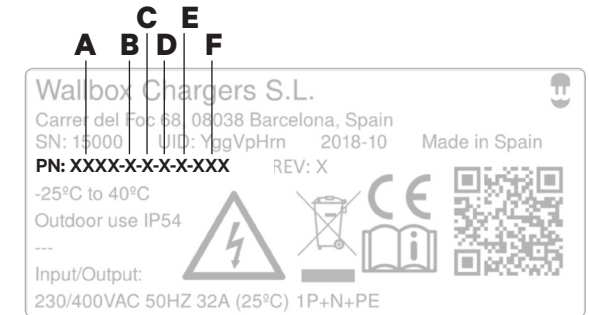 C E
A B D F
Wallbox Chargers S.L.
Carrer del Foc 68, 08038 Barcelona, Spain
SN: 15000 UID: YggVpHrn 2018-10 Made in Spain
PN: XXXX-X-X-X-X-XXX REV: X
-25ºC to 40ºC
Outdoor use IP54
---
Input/Output:
230/400VAC 50HZ 32A (25ºC) 1P+N+PE
CE
i